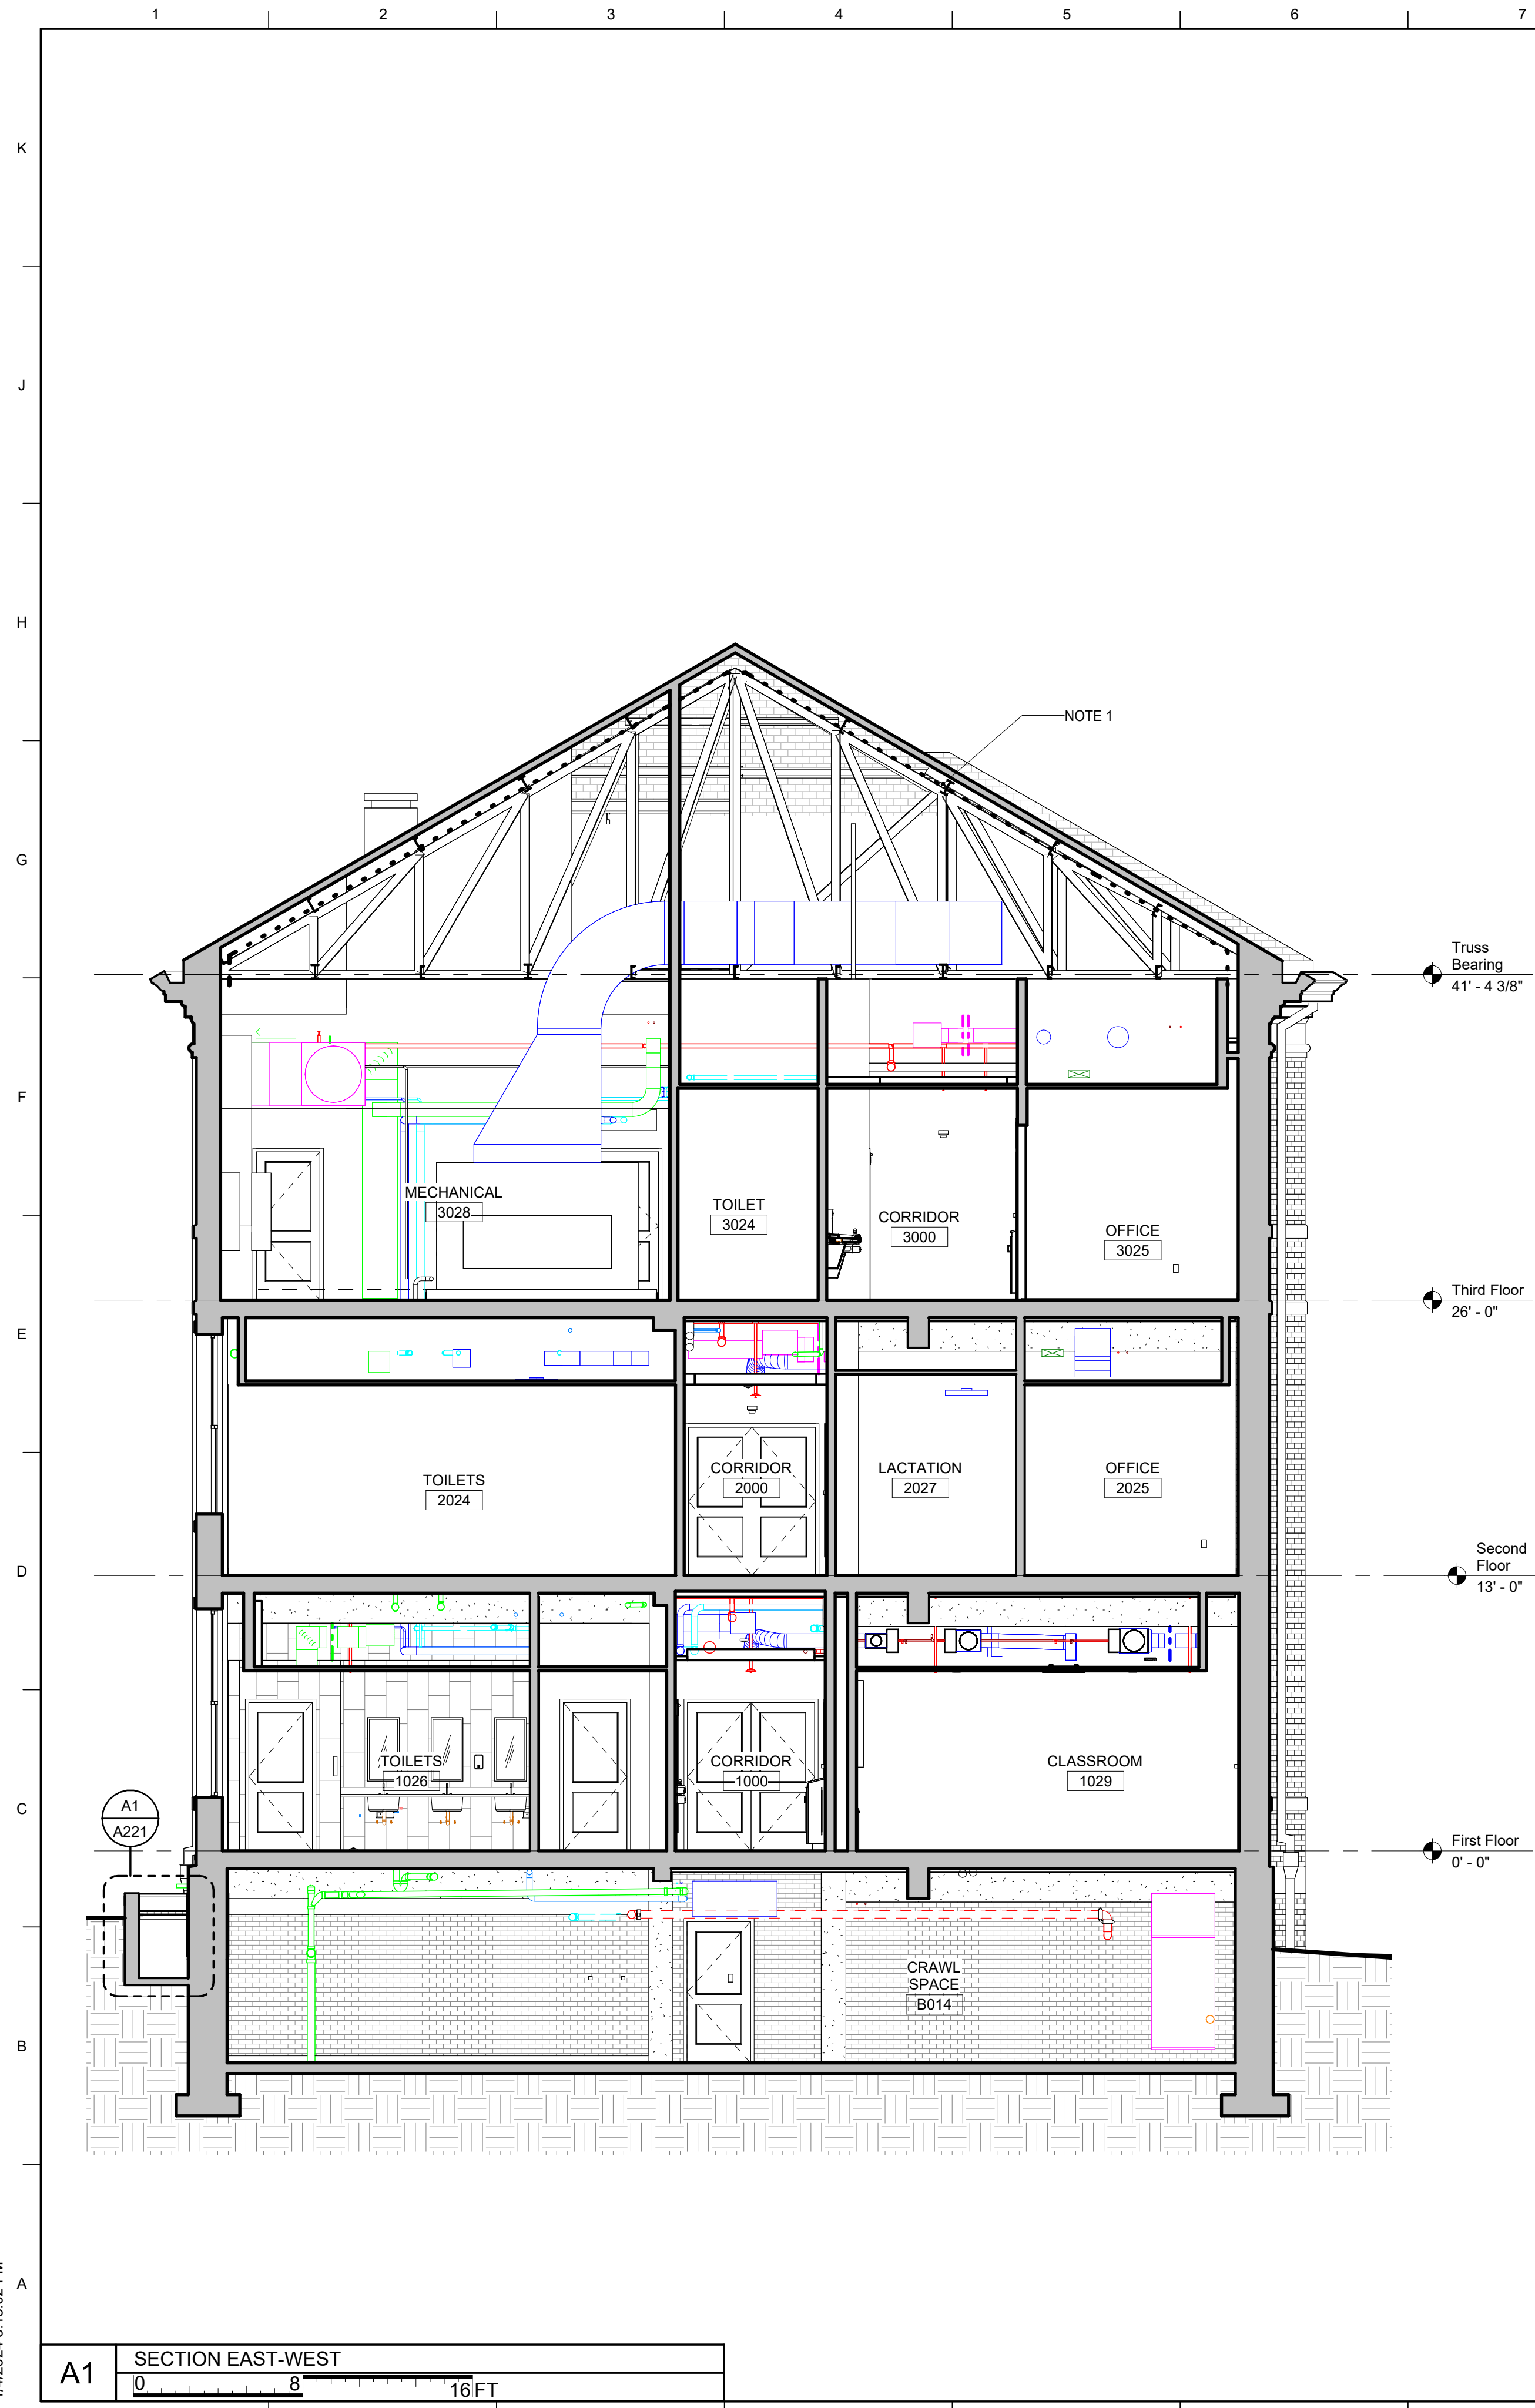 1 2 3 4 5 6 7
K
J
H
NOTE 1
G
Truss
Bearing
41' - 4 3/8"
F
MECHANICAL
3028
TOILET
3024
CORRIDOR
3000
OFFICE
3025
Third Floor
26' - 0"
E
TOILETS
2024
CORRIDOR
2000
LACTATION
2027
OFFICE
2025
Second
Floor
13' - 0"
D
TOILETS
1026
CORRIDOR
1000
CLASSROOM
1029
A1
A221
C
First Floor
0' - 0"
CRAWL
SPACE
B014
B
A
A1
SECTION EAST-WEST
0 8 16 FT